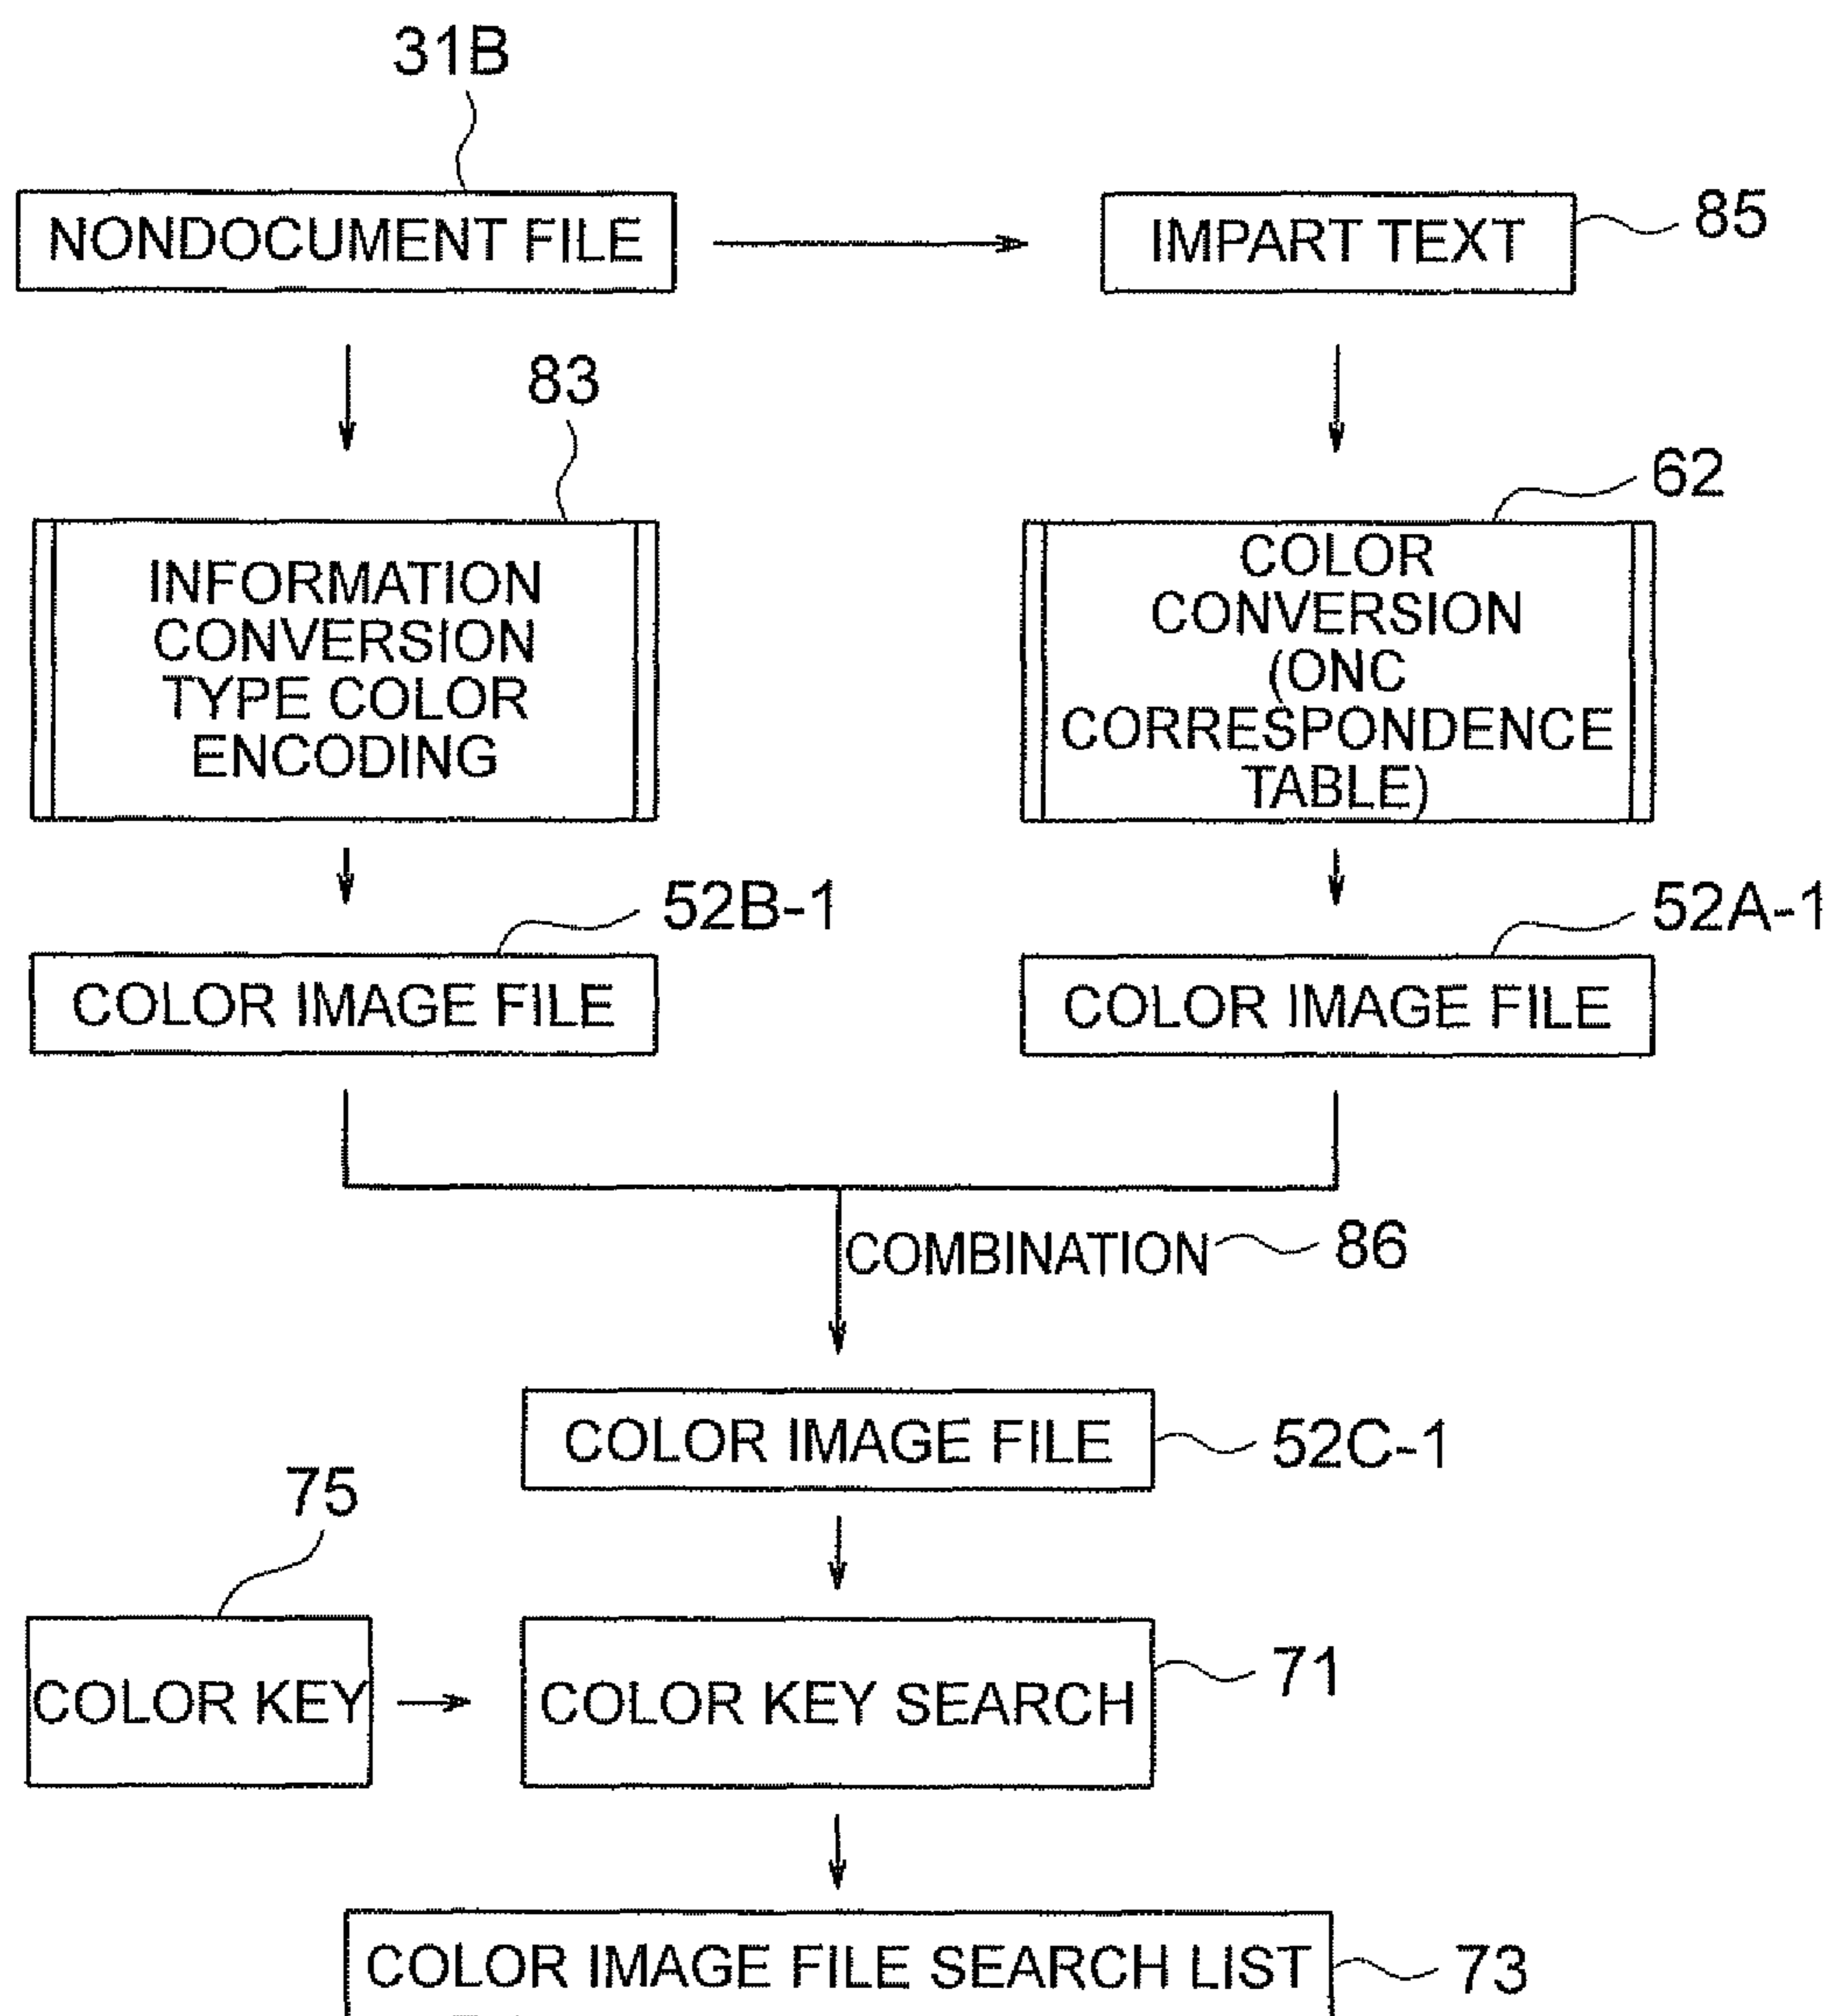 31B
NONDOCUMENT FILE
IMPART TEXT
85
83
62
INFORMATION
CONVERSION
TYPE COLOR
ENCODING
COLOR
CONVERSION
(ONC
CORRESPONDENCE
TABLE)
52B-1
52A-1
COLOR IMAGE FILE
COLOR IMAGE FILE
COMBINATION
86
COLOR IMAGE FILE
52C-1
75
COLOR KEY
COLOR KEY SEARCH
71
COLOR IMAGE FILE SEARCH LIST
73